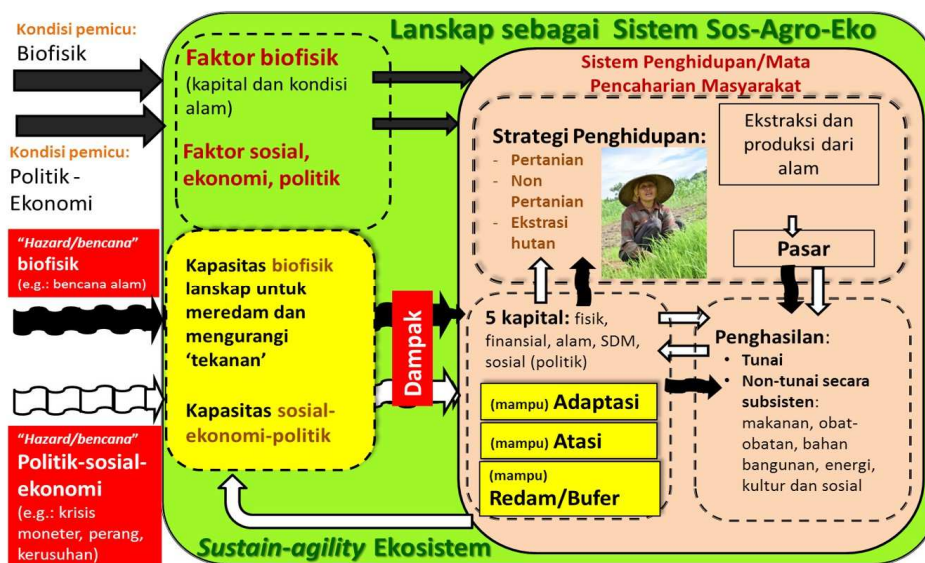 Lanskap sebagai Sistem Sos-Agro-Eko
Kondisi pemicu:
Biofisik
Kondisi pemicu:
Politik -
Ekonomi
"Hazard/bencana"
biofisik
(e.g.: bencana alam)
"Hazard/bencana"
Politik-sosial-
ekonomi
(e.g.: krisis
moneter, perang,
kerusuhan)
Faktor biofisik
(kapital dan kondisi
alam)
Faktor sosial,
ekonomi, politik
Kapasitas biofisik
lanskap untuk
meredam dan
mengurangi
'tekanan'
Kapasitas sosial-
ekonomi-politik
Dampak
Sistem Penghidupan/Mata
Pencaharian Masyarakat
Strategi Penghidupan:
- Pertanian
- Non
Pertanian
- Ekstrasi
hutan
Ekstraksi dan
produksi dari
alam
Pasar
5 kapital: fisik,
finansial, alam, SDM,
sosial (politik)
(mampu) Adaptasi
(mampu) Atasi
(mampu)
Redam/Bufer
Penghasilan:
• Tunai
• Non-tunai secara
subsisten:
makanan, obat-
obatan, bahan
bangunan, energi,
kultur dan sosial
Sustain-agility Ekosistem